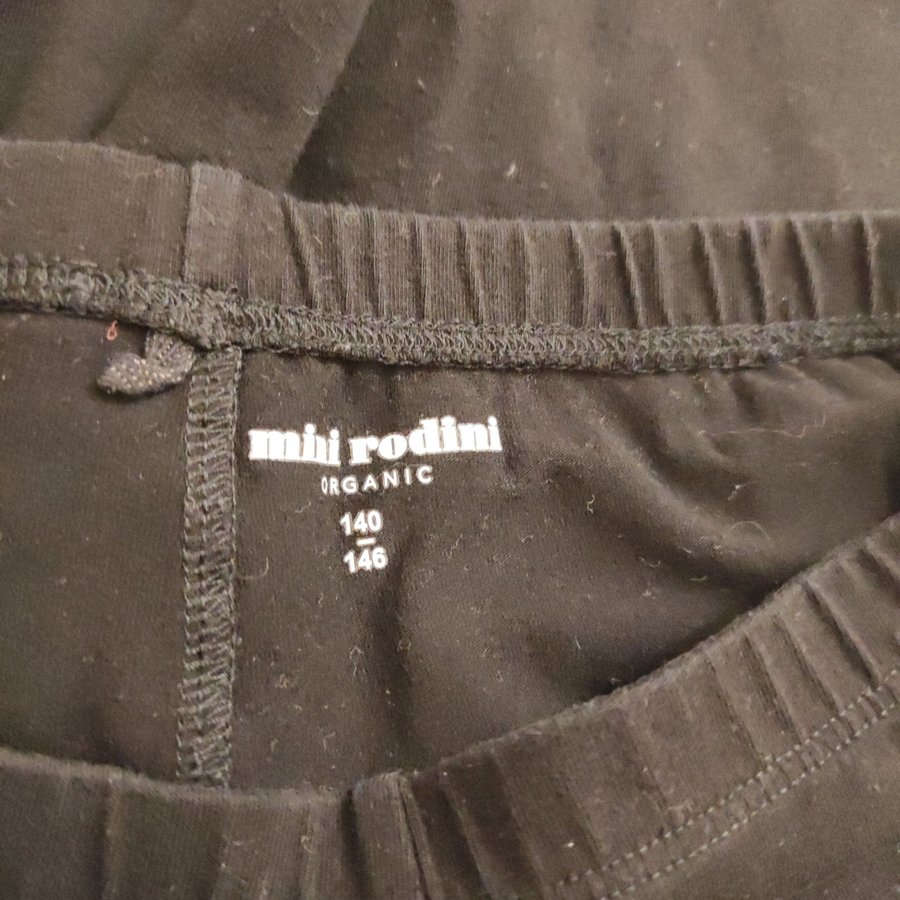 mini rodini
ORGANIC
140
–
146